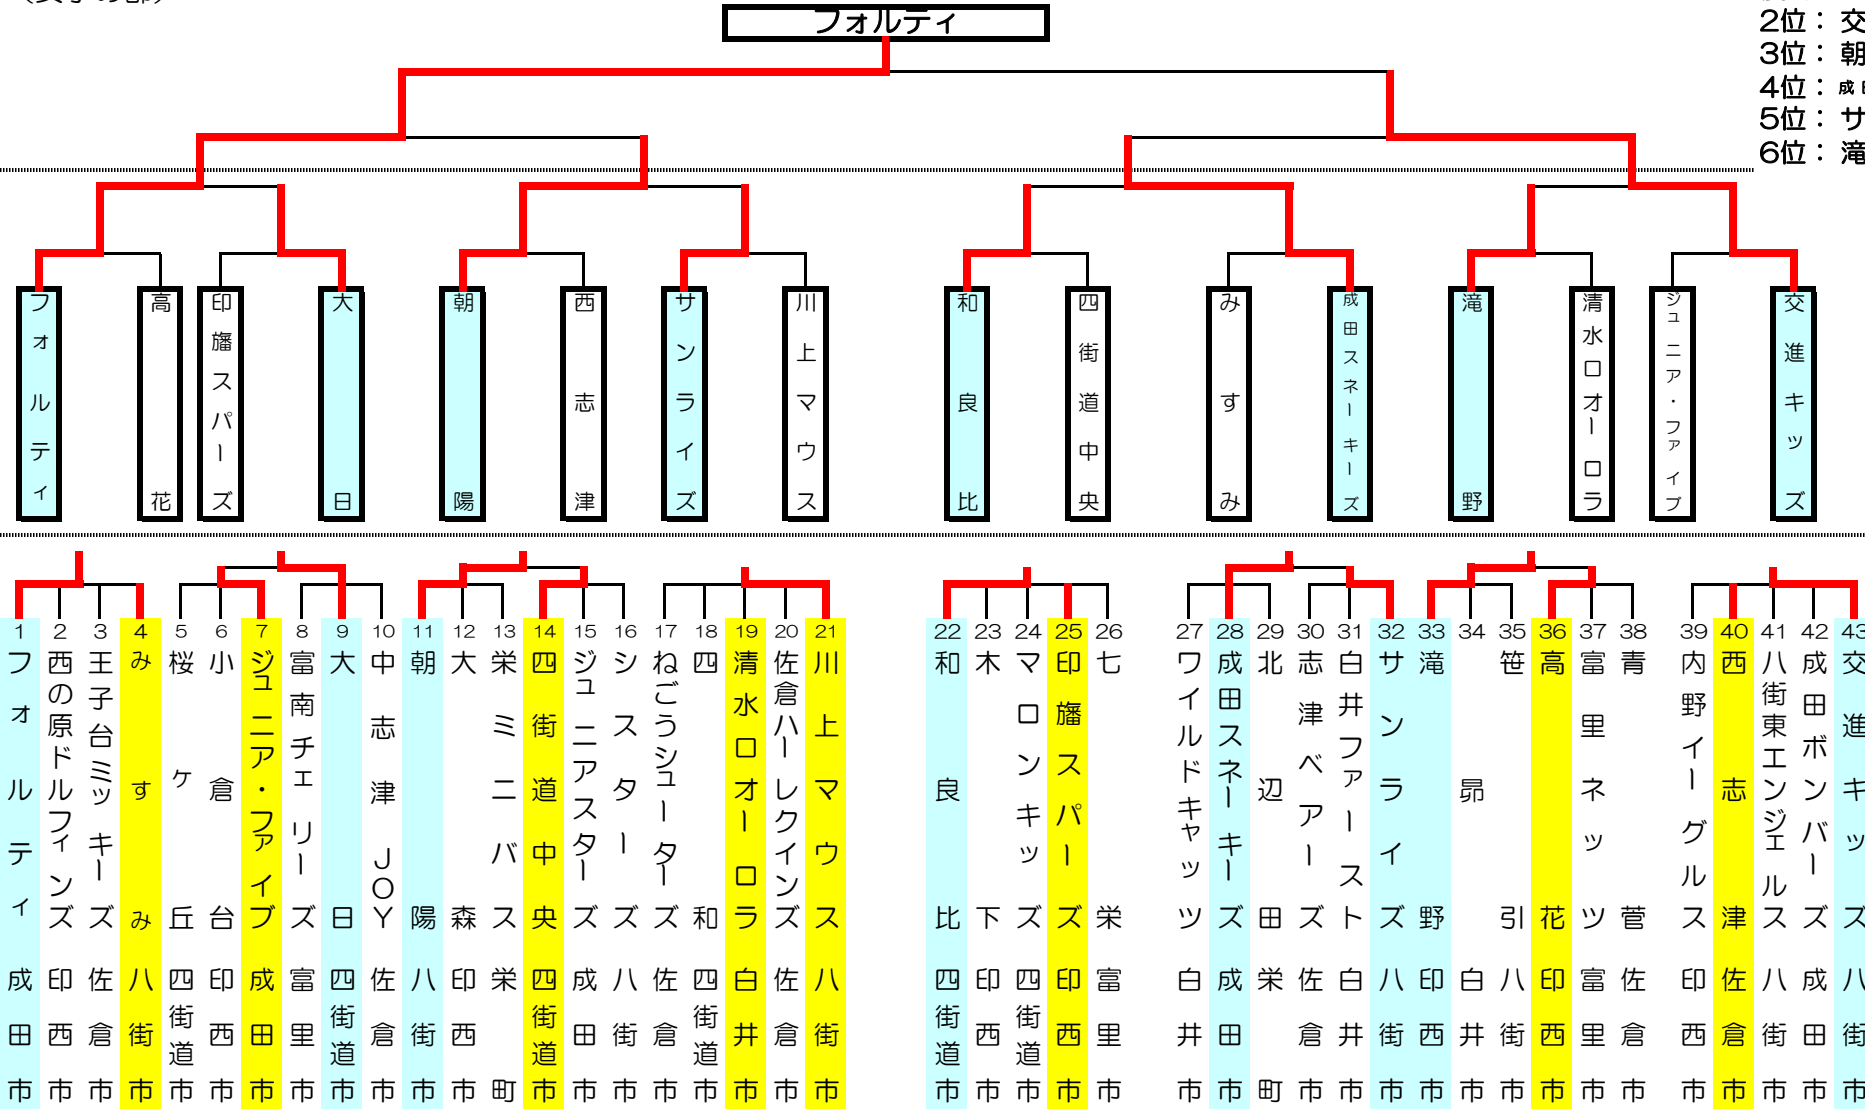 フォルティ
2位： 交
3位： 朝
4位： 成
5位： サ
6位： 滝
フォルティ
高花
印旛スパーズ
大日
朝陽
西志津
サンライズ
川上マウス
和良比
四街道中央
みすみ
成田スネーキーズ
滝野
清水口オーロラ
ジュニア・ファイブ
交進キッズ
1 フォルティ 成田市
2 西の原ドルフィンズ 印西市
3 王子台ミッキーズ 佐倉市
4 みすみ 八街市
5 桜ヶ丘 四街道市
6 小倉台 印西市
7 ジュニア・ファイブ 成田市
8 富南チェリーズ 富里市
9 大日 四街道市
10 中志津JOY 佐倉市
11 朝陽 八街市
12 大森 印西市
13 栄ミニバス 栄町
14 四街道中央 四街道市
15 ジュニアスターズ 成田市
16 シスターズ 八街市
17 ねごうシューターズ 佐倉市
18 四和 四街道市
19 清水口オーロラ 白井市
20 佐倉ハーレクインズ 佐倉市
21 川上マウス 八街市
22 和良比 四街道市
23 木下 印西市
24 マロンキッズ 四街道市
25 印旛スパーズ 印西市
26 七栄 富里市
27 ワイルドキャッツ 白井市
28 成田スネーキーズ 成田市
29 北辺田 栄町
30 志津ベアーズ 佐倉市
31 白井ファースト 白井市
32 サンライズ 八街市
33 滝野 印西市
34 昴 白井市
35 笹引 八街市
36 高花 印西市
37 富里ネッツ 富里市
38 青菅 佐倉市
39 内野イーグルス 印西市
40 西志津 佐倉市
41 八街東エンジェルス 八街市
42 成田ボンバーズ 成田市
43 交進キッズ 八街市